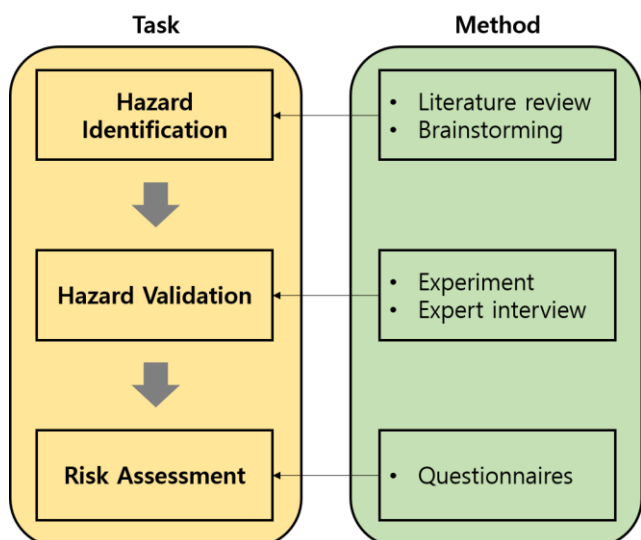 Task
Method
Hazard
Identification
• Literature review
• Brainstorming
Hazard Validation
• Experiment
• Expert interview
Risk Assessment
• Questionnaires